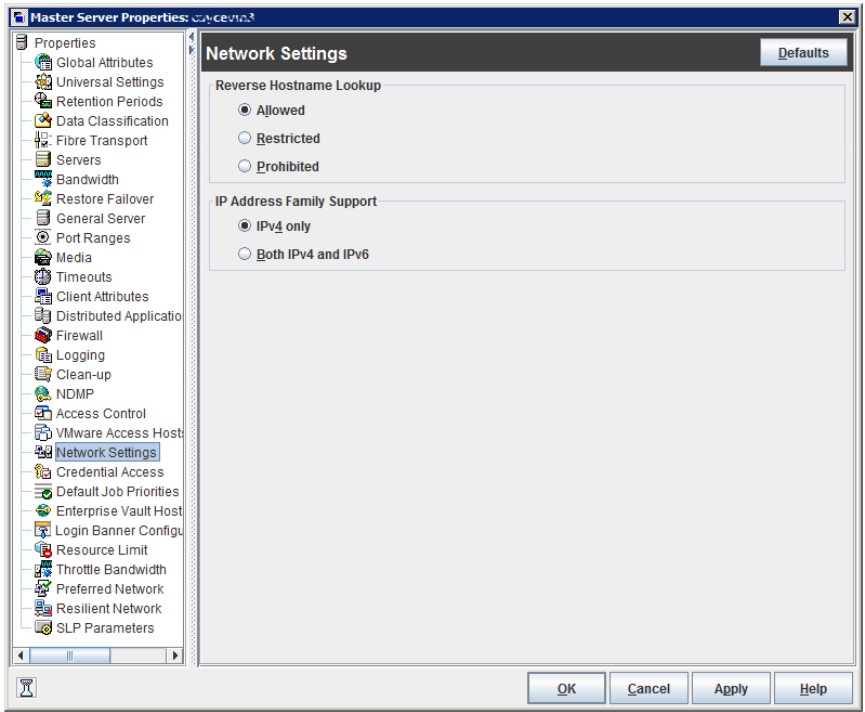 Master Server Properties:
Properties
Global Attributes
Universal Settings
Retention Periods
Data Classification
Fibre Transport
Servers
Bandwidth
Restore Failover
General Server
Port Ranges
Media
Timeouts
Client Attributes
Distributed Applicatio
Firewall
Logging
Clean-up
NDMP
Access Control
VMware Access Host
Network Settings
Credential Access
Default Job Priorities
Enterprise Vault Host
Login Banner Configu
Resource Limit
Throttle Bandwidth
Preferred Network
Resilient Network
SLP Parameters
Network Settings
Defaults
Reverse Hostname Lookup
Allowed
Restricted
Prohibited
IP Address Family Support
IPv4 only
Both IPv4 and IPv6
OK
Cancel
Apply
Help